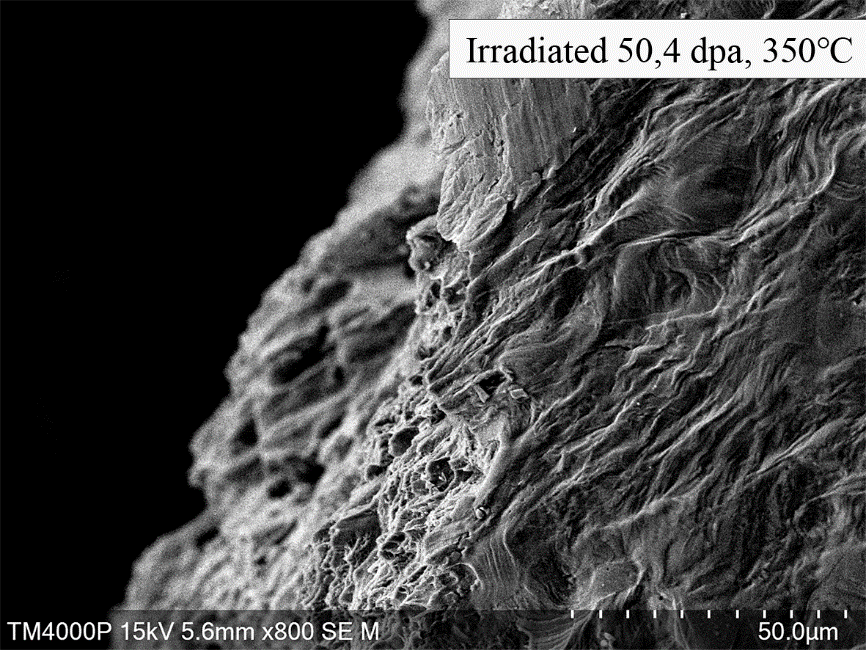 Irradiated 50,4 dpa, 350°C
TM4000P 15kV 5.6mm x800 SE M
50.0µm